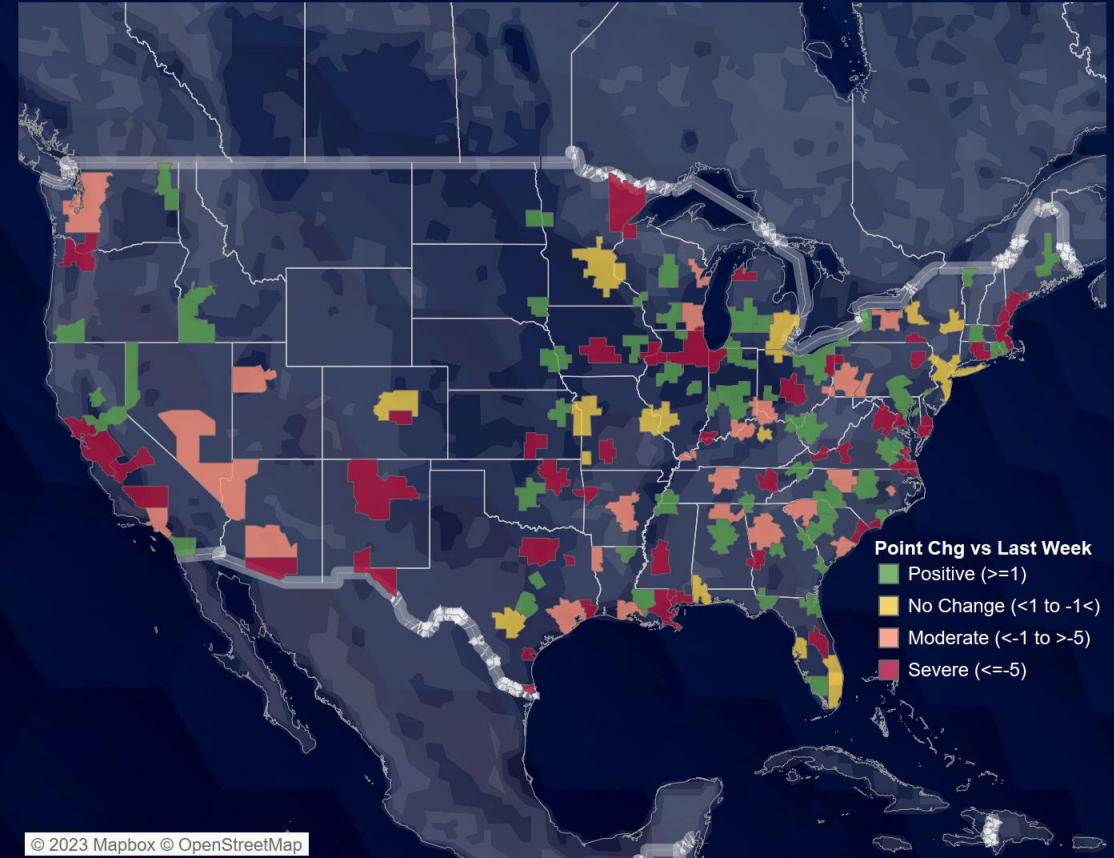 Point Chg vs Last Week
Positive (>=1)
No Change (<1 to -1<)
Moderate (<-1 to >-5)
Severe (<=-5)
© 2023 Mapbox © OpenStreetMap